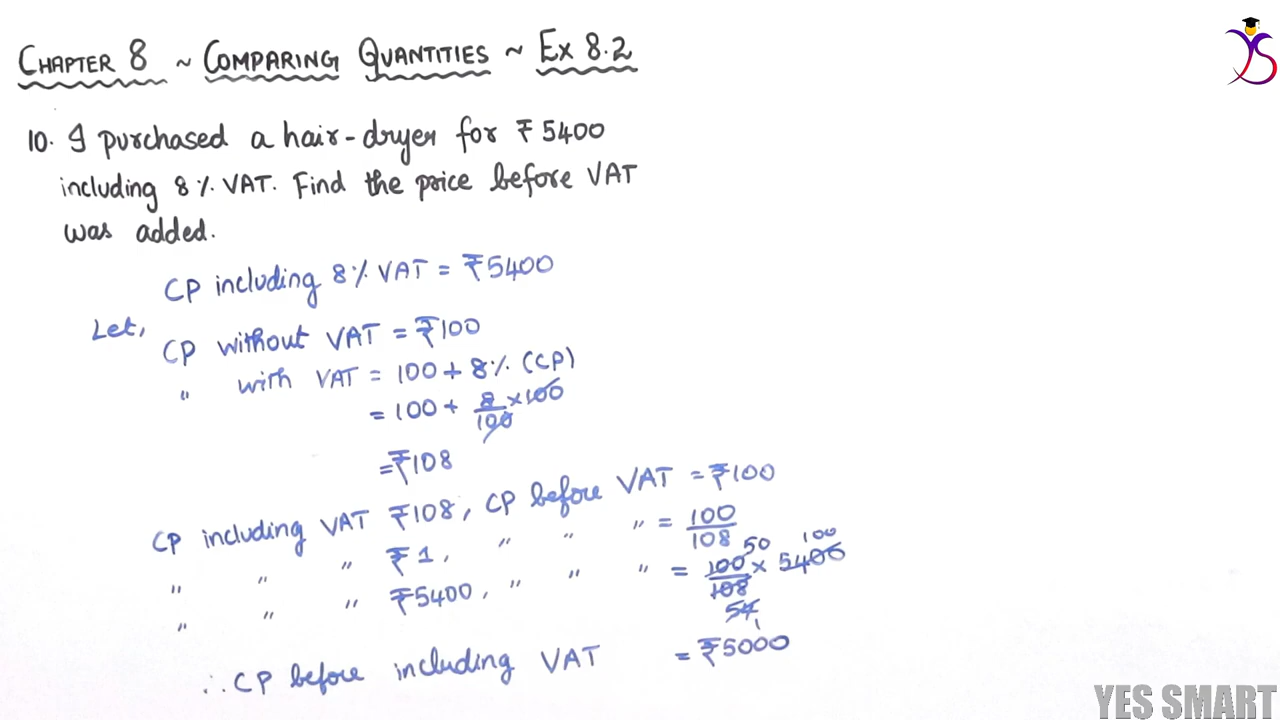 CHAPTER 8 ~ COMPARING QUANTITIES ~ EX 8.2
10. I purchased a hair-dryer for ₹5400
including 8% VAT. Find the price before VAT
was added.
CP including 8% VAT = ₹5400
Let,
CP without VAT = ₹100
" with VAT = 100 + 8% (CP)
= 100 + 8/100 × 100
= ₹108
CP including VAT ₹108, CP before VAT = ₹100
" " " ₹1, " " " = 100/108
" " " ₹5400, " " " = 100/108 × 5400
50 100
54
1
∴ CP before including VAT = ₹5000
YES SMART